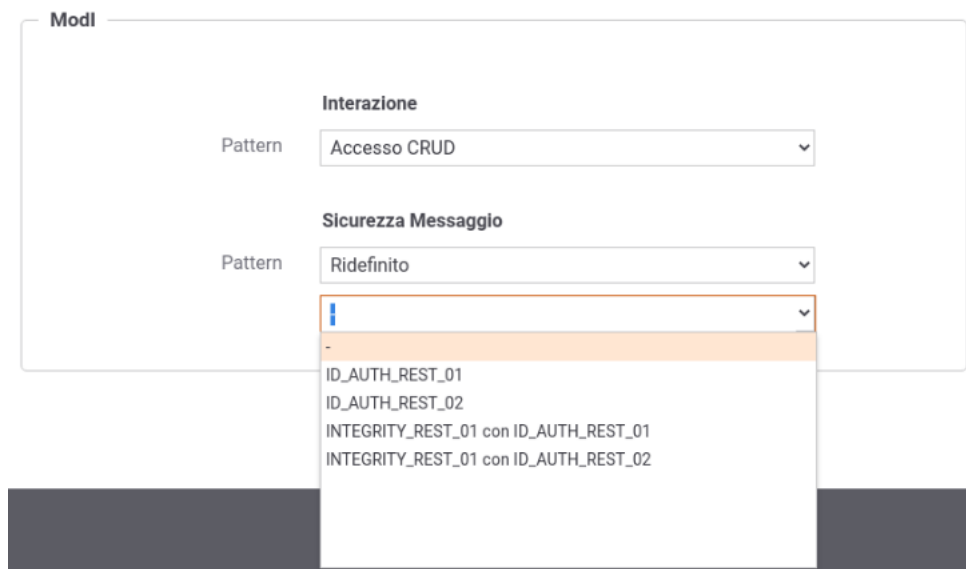 ModI
Interazione
Pattern Accesso CRUD
Sicurezza Messaggio
Pattern Ridefinito
-
-
ID_AUTH_REST_01
ID_AUTH_REST_02
INTEGRITY_REST_01 con ID_AUTH_REST_01
INTEGRITY_REST_01 con ID_AUTH_REST_02